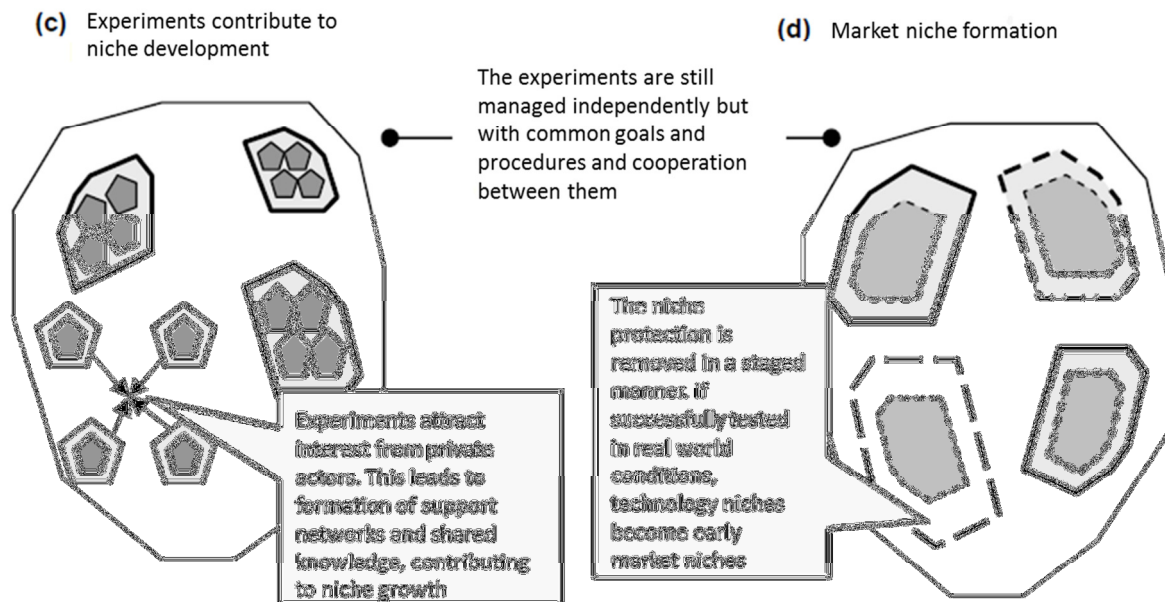 (c) Experiments contribute to
niche development
(d) Market niche formation
The experiments are still
managed independently but
with common goals and
procedures and cooperation
between them
Experiments attract
interest from private
actors. This leads to
formation of support
networks and shared
knowledge, contributing
to niche growth
The niche
protection is
removed in a staged
manner. if
successfully tested
in real world
conditions,
technology niches
become early
market niches